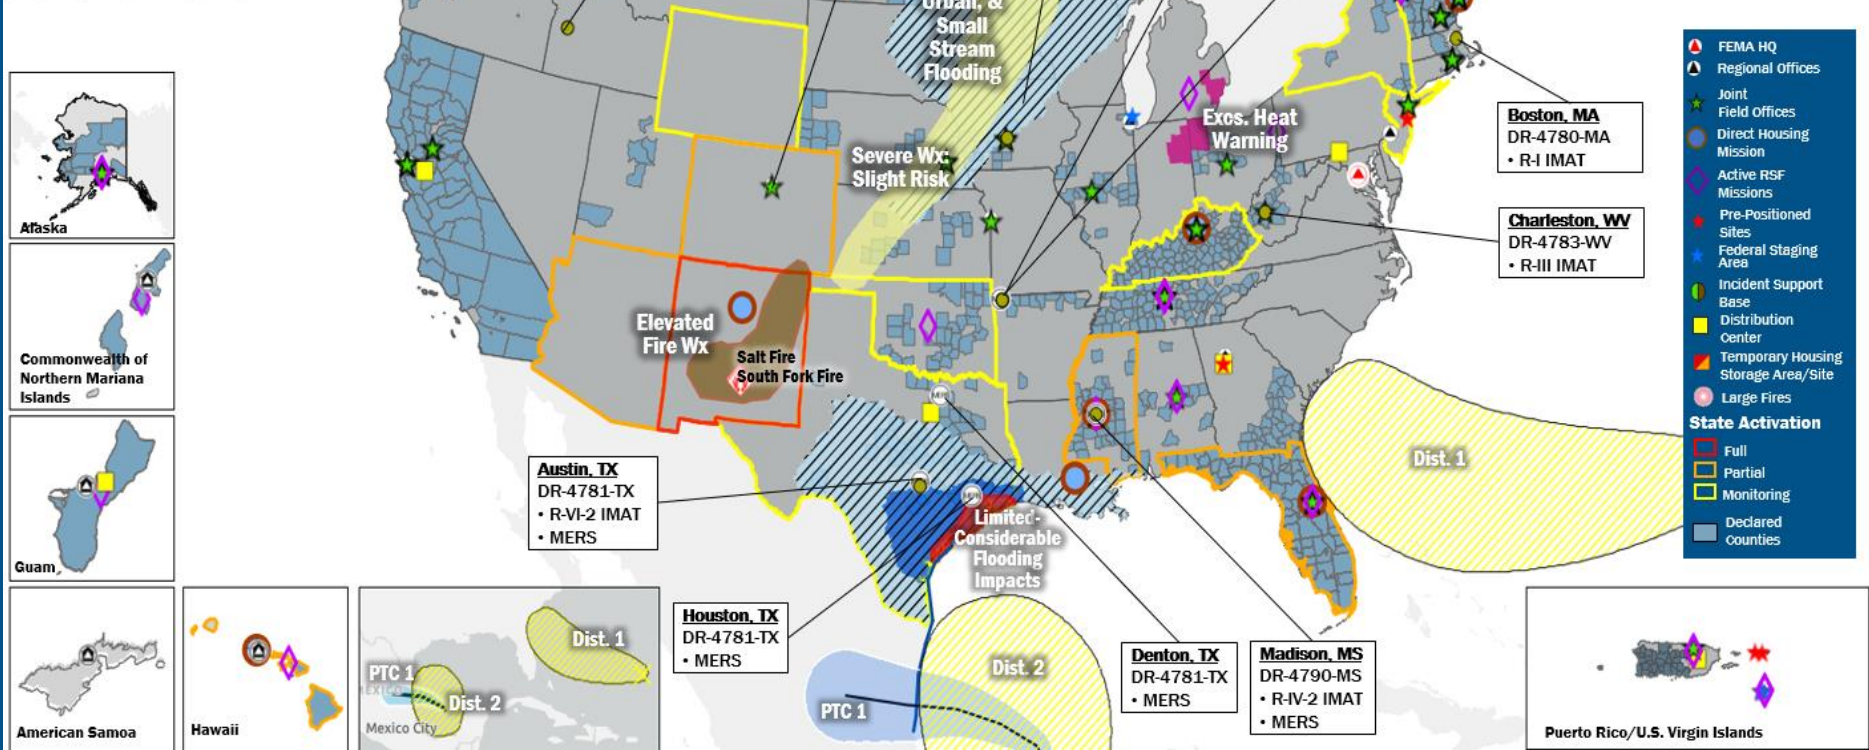 Urban, &
Small
Stream
Flooding
Severe Wx:
Slight Risk
Excs. Heat
Warning
Elevated
Fire Wx
Salt Fire
South Fork Fire
Limited-
Considerable
Flooding
Impacts
Dist. 1
Dist. 2
PTC 1
Alaska
Commonwealth of
Northern Mariana
Islands
Guam
American Samoa
Hawaii
PTC 1
Dist. 1
Dist. 2
MEXICO
Mexico City
Puerto Rico/U.S. Virgin Islands
Boston, MA
DR-4780-MA
• R-I IMAT
Charleston, WV
DR-4783-WV
• R-III IMAT
Austin, TX
DR-4781-TX
• R-VI-2 IMAT
• MERS
Houston, TX
DR-4781-TX
• MERS
Denton, TX
DR-4781-TX
• MERS
Madison, MS
DR-4790-MS
• R-IV-2 IMAT
• MERS
FEMA HQ
Regional Offices
Joint
Field Offices
Direct Housing
Mission
Active RSF
Missions
Pre-Positioned
Sites
Federal Staging
Area
Incident Support
Base
Distribution
Center
Temporary Housing
Storage Area/Site
Large Fires
State Activation
Full
Partial
Monitoring
Declared
Counties